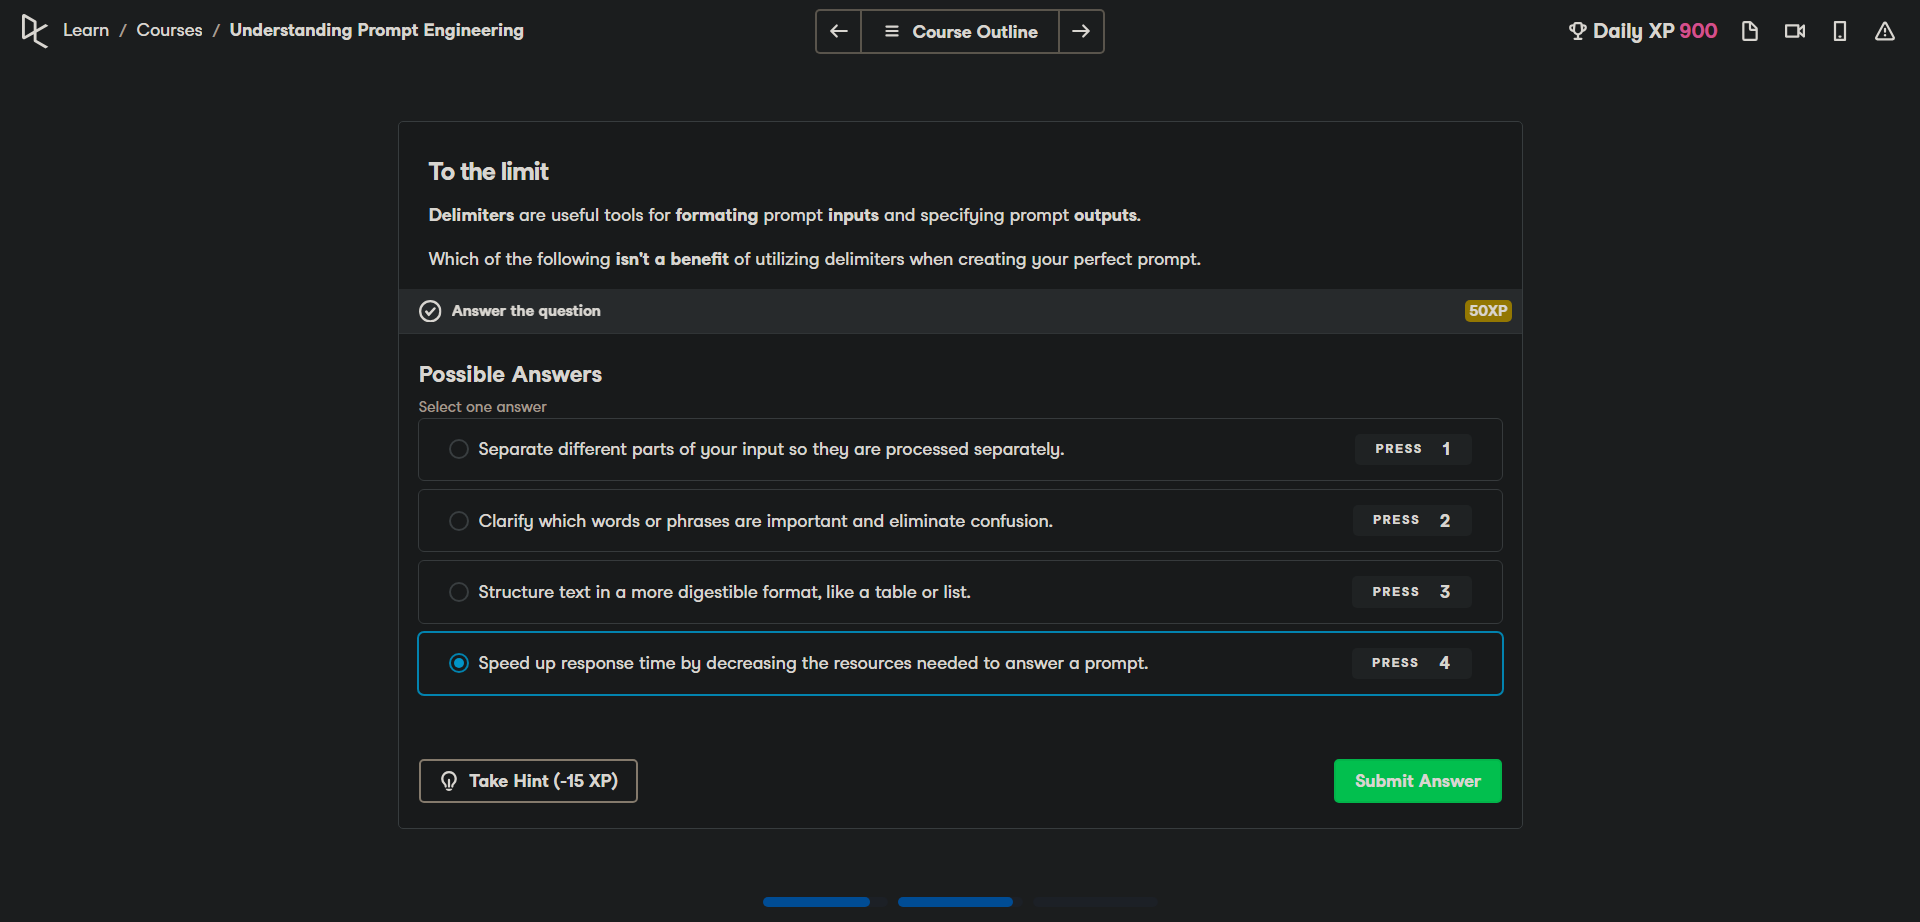 Learn / Courses / Understanding Prompt Engineering
Course Outline
Daily XP 900
To the limit
Delimiters are useful tools for formating prompt inputs and specifying prompt outputs.
Which of the following isn't a benefit of utilizing delimiters when creating your perfect prompt.
Answer the question
50XP
Possible Answers
Select one answer
Separate different parts of your input so they are processed separately.
PRESS 1
Clarify which words or phrases are important and eliminate confusion.
PRESS 2
Structure text in a more digestible format, like a table or list.
PRESS 3
Speed up response time by decreasing the resources needed to answer a prompt.
PRESS 4
Take Hint (-15 XP)
Submit Answer